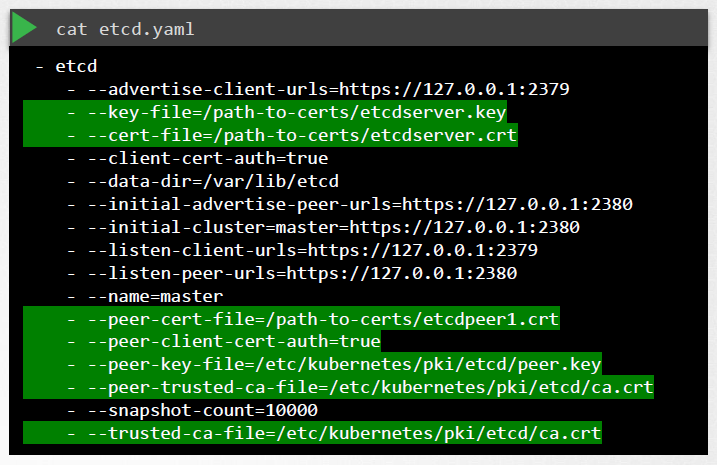 cat etcd.yaml
- etcd
- --advertise-client-urls=https://127.0.0.1:2379
- --key-file=/path-to-certs/etcdserver.key
- --cert-file=/path-to-certs/etcdserver.crt
- --client-cert-auth=true
- --data-dir=/var/lib/etcd
- --initial-advertise-peer-urls=https://127.0.0.1:2380
- --initial-cluster=master=https://127.0.0.1:2380
- --listen-client-urls=https://127.0.0.1:2379
- --listen-peer-urls=https://127.0.0.1:2380
- --name=master
- --peer-cert-file=/path-to-certs/etcdpeer1.crt
- --peer-client-cert-auth=true
- --peer-key-file=/etc/kubernetes/pki/etcd/peer.key
- --peer-trusted-ca-file=/etc/kubernetes/pki/etcd/ca.crt
- --snapshot-count=10000
- --trusted-ca-file=/etc/kubernetes/pki/etcd/ca.crt